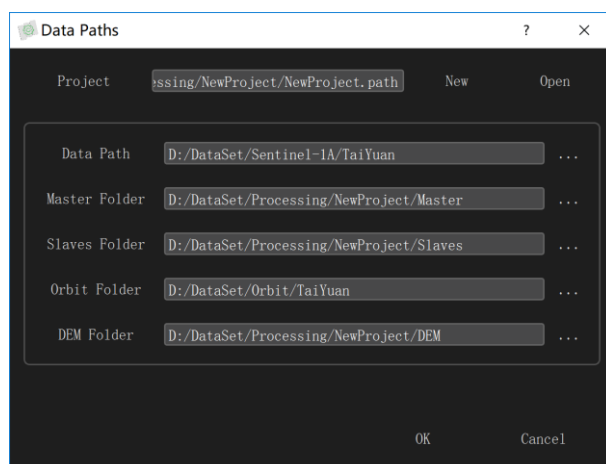 Data Paths ? ×
Project essing/NewProject/NewProject.path New Open
Data Path D:/DataSet/Sentinel-1A/TaiYuan ...
Master Folder D:/DataSet/Processing/NewProject/Master ...
Slaves Folder D:/DataSet/Processing/NewProject/Slaves ...
Orbit Folder D:/DataSet/Orbit/TaiYuan ...
DEM Folder D:/DataSet/Processing/NewProject/DEM ...
OK Cancel